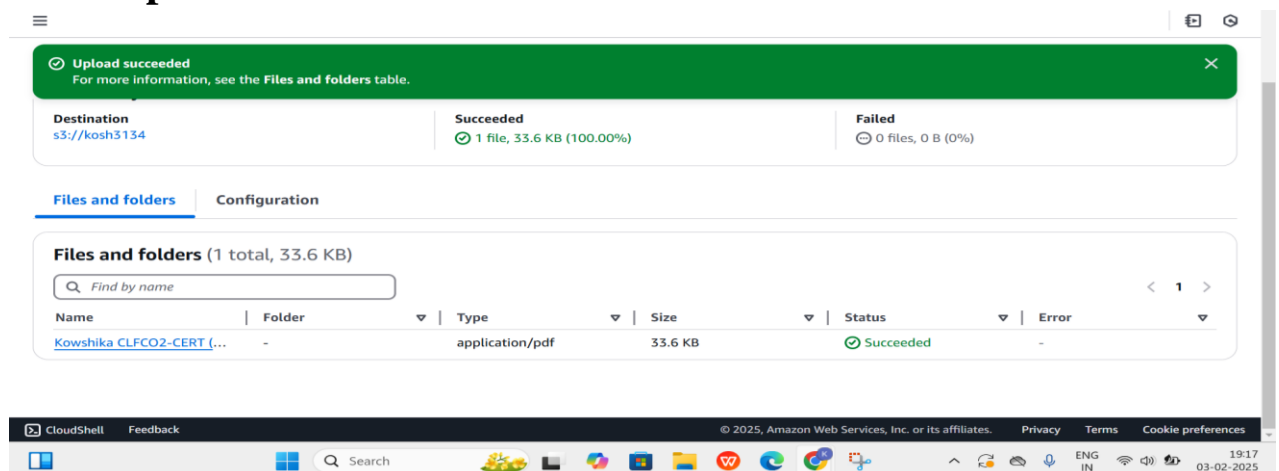 Upload succeeded
For more information, see the Files and folders table.
Destination
s3://kosh3134
Succeeded
1 file, 33.6 KB (100.00%)
Failed
0 files, 0 B (0%)
Files and folders
Configuration
Files and folders (1 total, 33.6 KB)
Find by name
1
Name Folder Type Size Status Error
Kowshika CLFCO2-CERT (... - application/pdf 33.6 KB Succeeded -
CloudShell Feedback © 2025, Amazon Web Services, Inc. or its affiliates. Privacy Terms Cookie preferences
Search
ENG
IN
19:17
03-02-2025